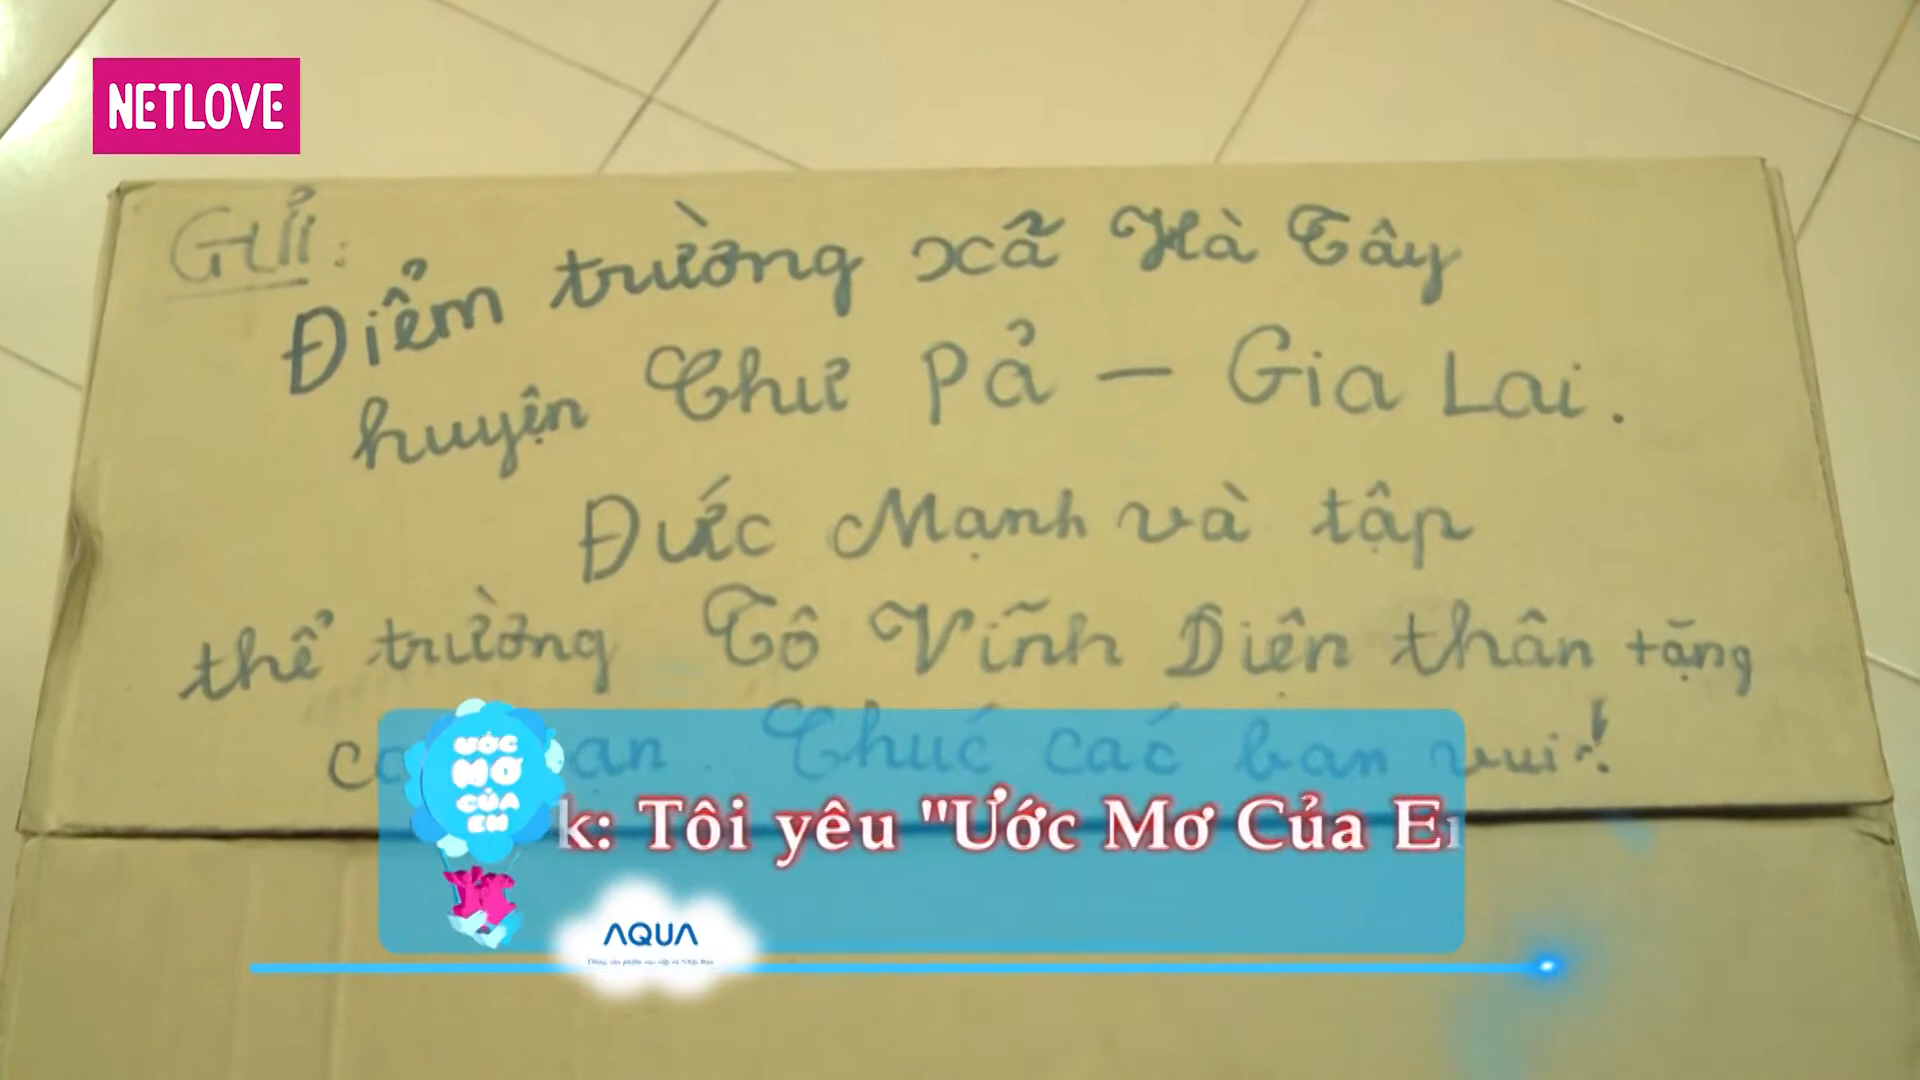 NETLOVE
GỬI:
Điểm trường xã Hà Tây
huyện Chư Pả - Gia Lai.
Đức Mạnh và tập
thể trường Tô Vĩnh Diện thân tặng
Chúc các bạn vui!
ƯỚC
MƠ
CỦA
EM
k: Tôi yêu "Ước Mơ Của E
AQUA